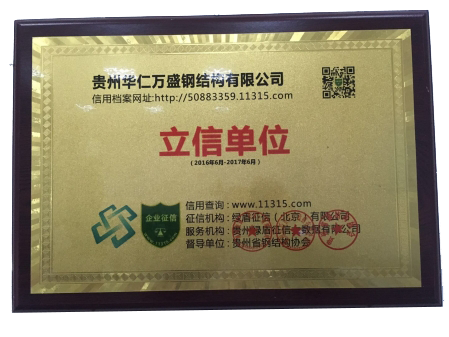 贵州华仁万盛钢结构有限公司
信用档案网址:http://50883359.11315.com
立信单位
（2016年6月-2017年6月）
企业征信
信用查询：www.11315.com
征信机构：绿盾征信（北京）有限公司
服务机构：贵州绿盾征信大数据有限公司
督导单位：贵州省钢结构协会